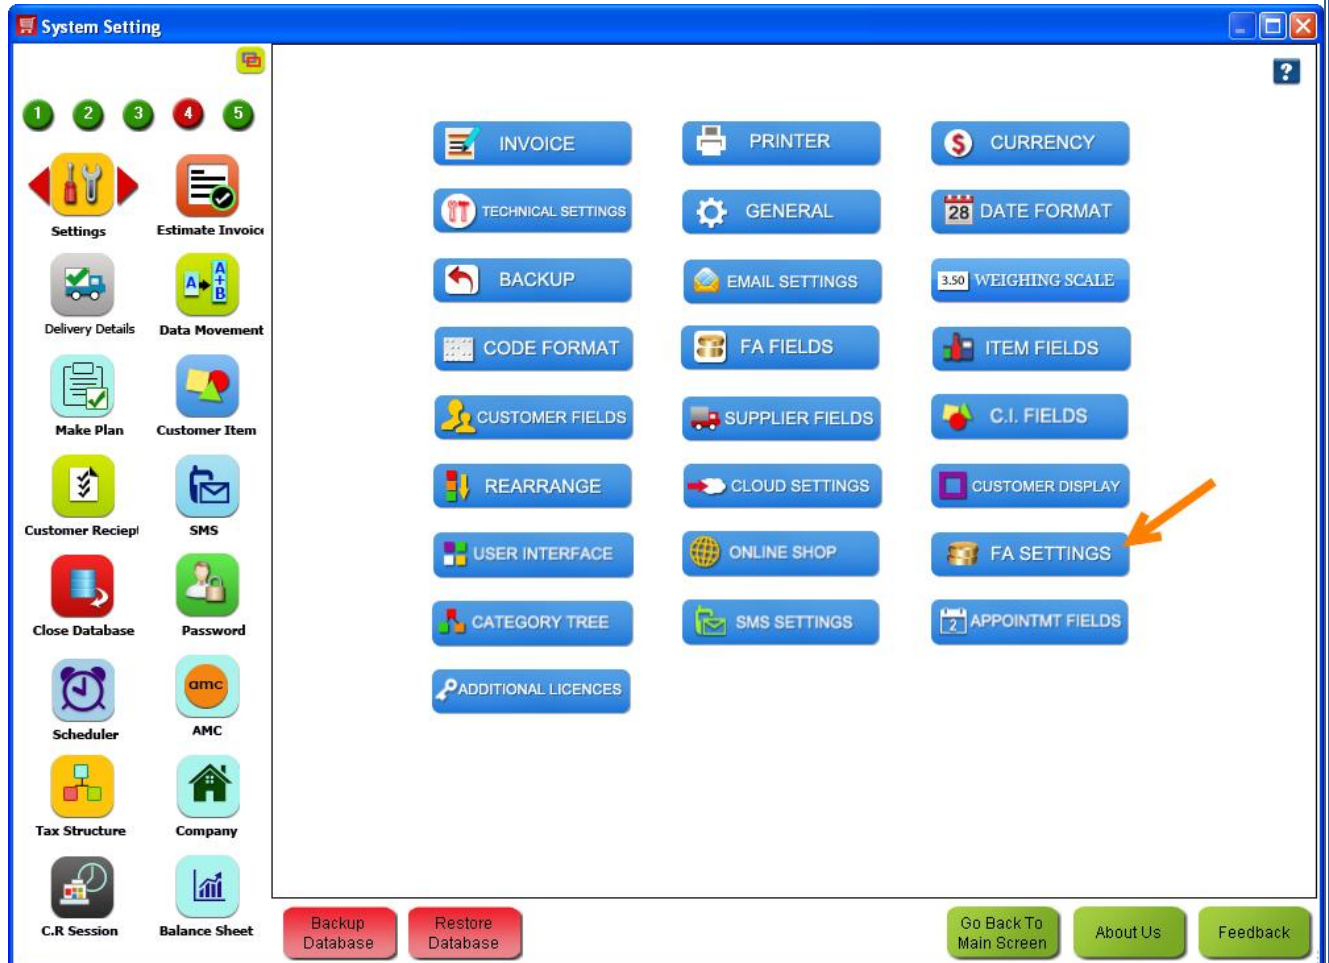 System Setting
?
1 2 3 4 5
Settings
Estimate Invoice
Delivery Details
A A+B
Data Movement
Make Plan
Customer Item
Customer Reciept
SMS
Close Database
Password
Scheduler
amc
AMC
Tax Structure
Company
C.R Session
Balance Sheet
INVOICE
PRINTER
$ CURRENCY
TECHNICAL SETTINGS
GENERAL
28 DATE FORMAT
BACKUP
EMAIL SETTINGS
3.50 WEIGHING SCALE
CODE FORMAT
FA FIELDS
ITEM FIELDS
CUSTOMER FIELDS
SUPPLIER FIELDS
C.I. FIELDS
REARRANGE
CLOUD SETTINGS
CUSTOMER DISPLAY
USER INTERFACE
ONLINE SHOP
FA SETTINGS
CATEGORY TREE
SMS SETTINGS
2 APPOINTMT FIELDS
ADDITIONAL LICENCES
Backup
Database
Restore
Database
Go Back To
Main Screen
About Us
Feedback